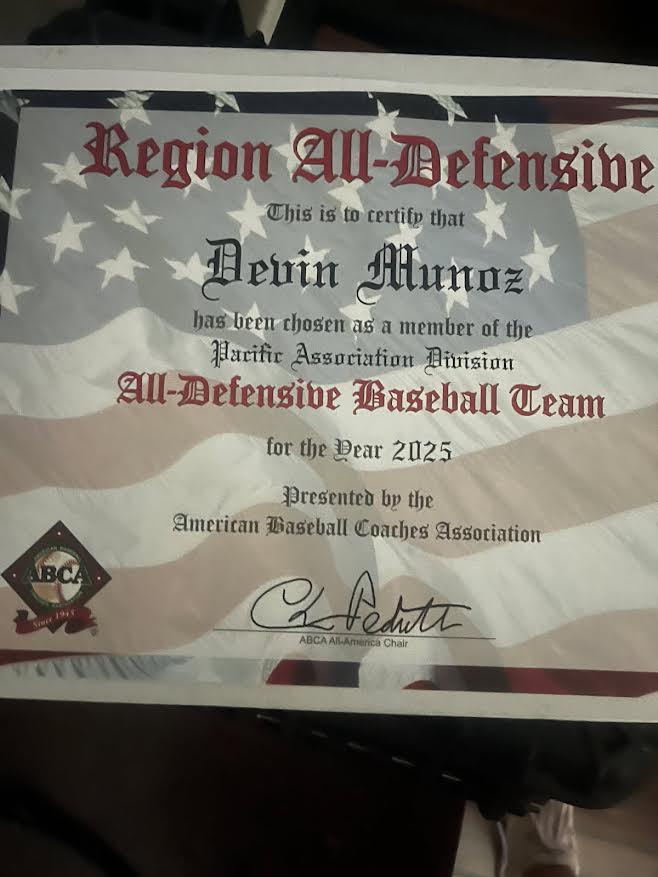 Region All-Defensive
This is to certify that
Devin Munoz
has been chosen as a member of the
Pacific Association Division
All-Defensive Baseball Team
for the Year 2025
Presented by the
American Baseball Coaches Association
ABCA
Since 1945
ABCA All-America Chair